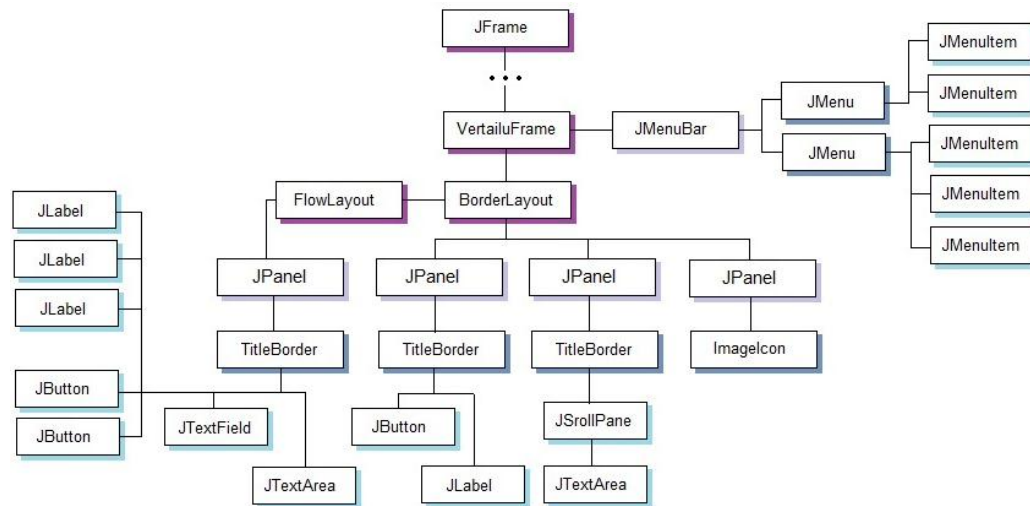 JFrame
JMenuItem
JMenuItem
JMenu
VertailuFrame
JMenuBar
JMenu
JMenuItem
JMenuItem
JMenuItem
FlowLayout
BorderLayout
JLabel
JLabel
JLabel
JPanel
JPanel
JPanel
JPanel
TitleBorder
TitleBorder
TitleBorder
ImageIcon
JButton
JButton
JTextField
JButton
JSrollPane
JTextArea
JLabel
JTextArea